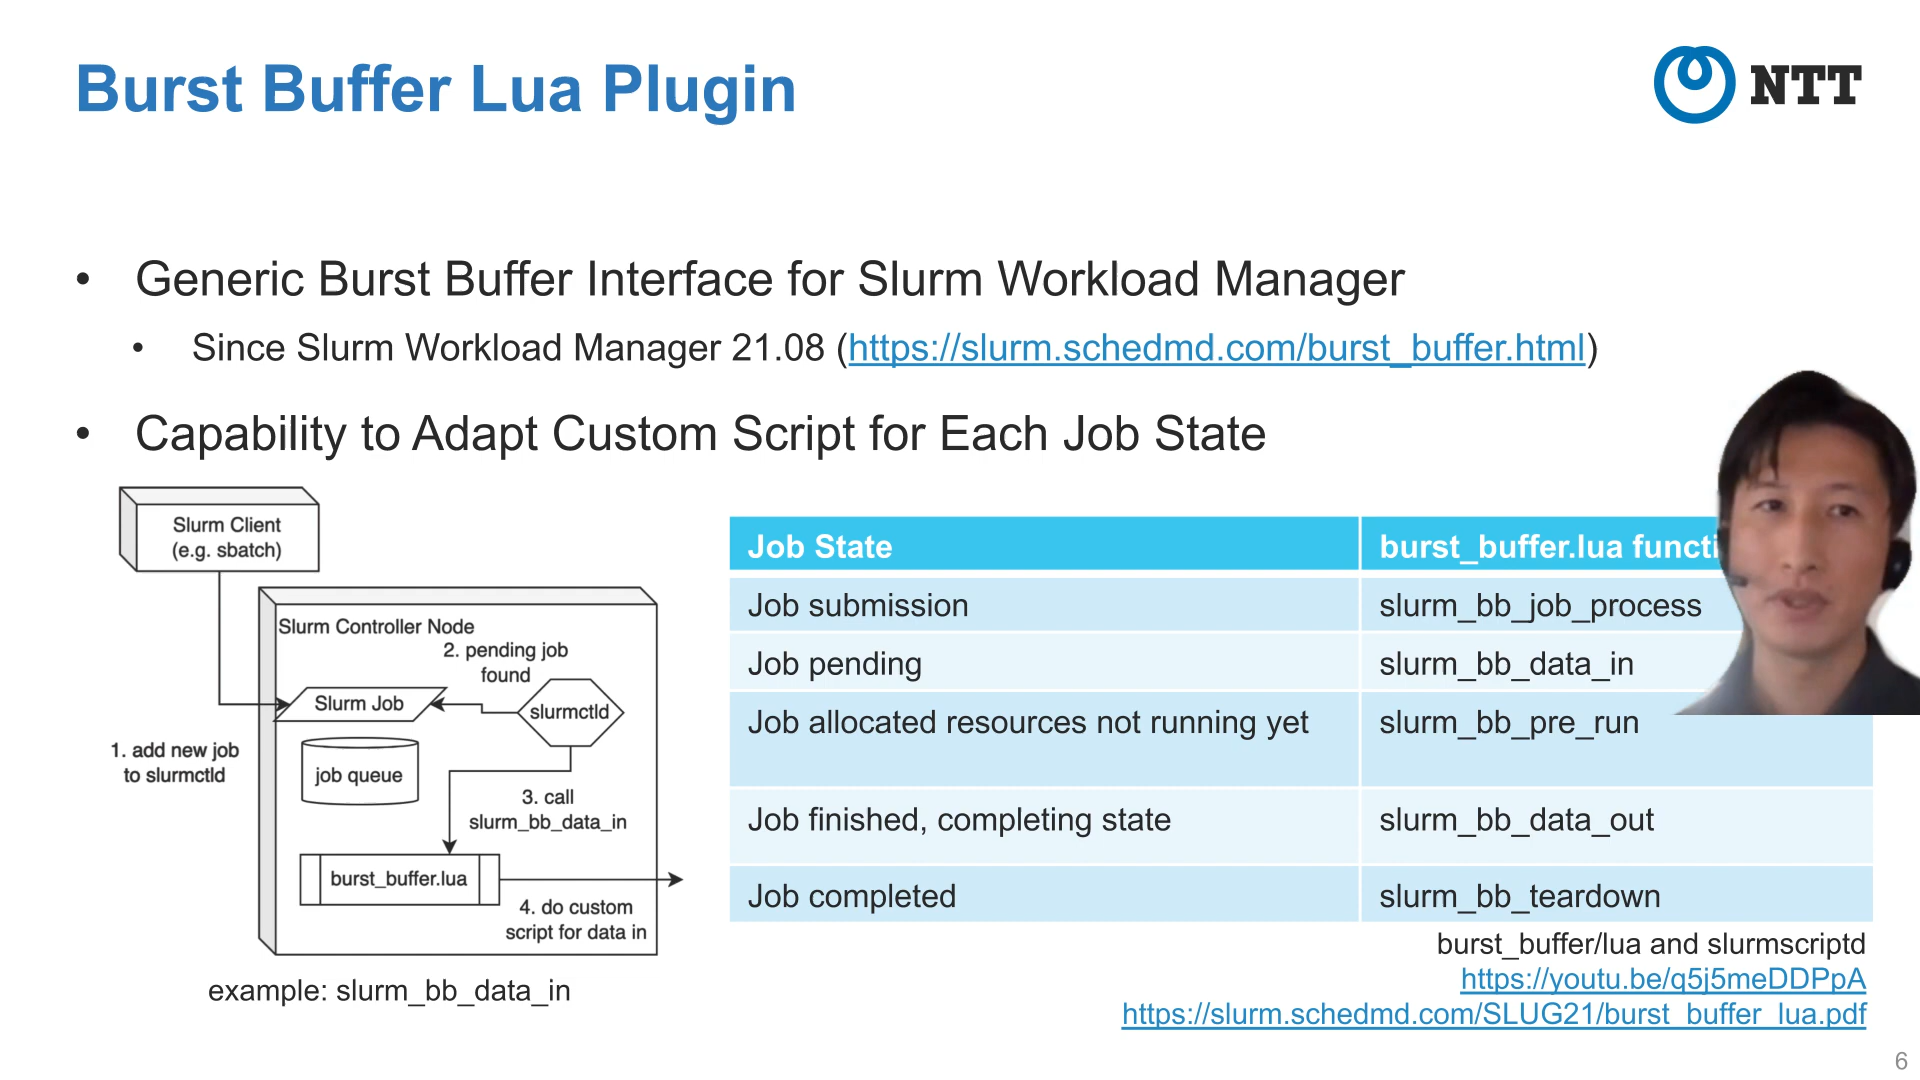 Burst Buffer Lua Plugin
NTT
• Generic Burst Buffer Interface for Slurm Workload Manager
• Since Slurm Workload Manager 21.08 (https://slurm.schedmd.com/burst_buffer.html)
• Capability to Adapt Custom Script for Each Job State
Slurm Client
(e.g. sbatch)
Slurm Controller Node
2. pending job
found
Slurm Job
slurmctld
1. add new job
to slurmctld
job queue
3. call
slurm_bb_data_in
burst_buffer.lua
4. do custom
script for data in
example: slurm_bb_data_in
Job State burst_buffer.lua
Job submission slurm_bb_job_process
Job pending slurm_bb_data_in
Job allocated resources not running yet slurm_bb_pre_run
Job finished, completing state slurm_bb_data_out
Job completed slurm_bb_teardown
burst_buffer/lua and slurmscriptd
https://youtu.be/q5j5meDDPpA
https://slurm.schedmd.com/SLUG21/burst_buffer_lua.pdf
6